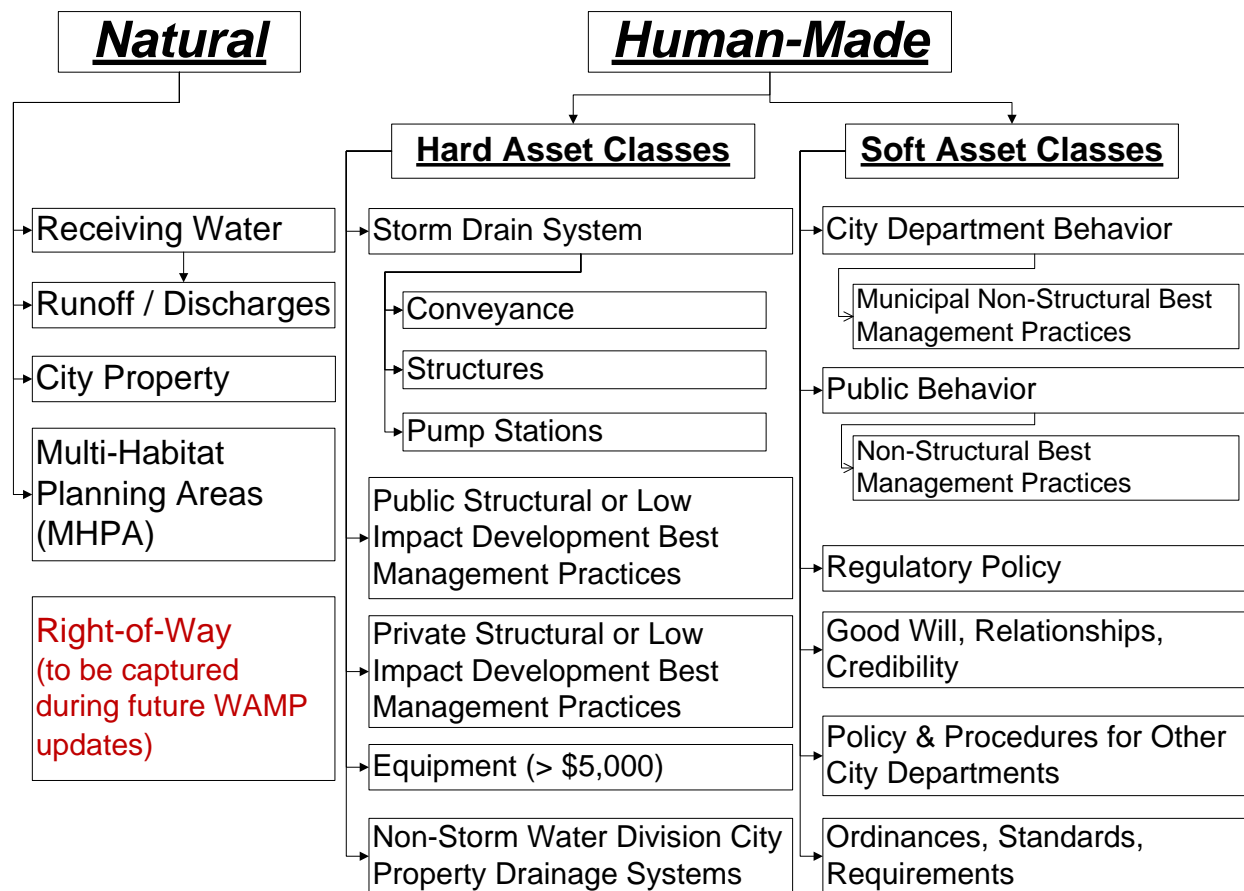 Natural
Human-Made
Hard Asset Classes
Soft Asset Classes
Receiving Water
Runoff / Discharges
City Property
Multi-Habitat
Planning Areas
(MHPA)
Right-of-Way
(to be captured
during future WAMP
updates)
Storm Drain System
Conveyance
Structures
Pump Stations
Public Structural or Low
Impact Development Best
Management Practices
Private Structural or Low
Impact Development Best
Management Practices
Equipment (> $5,000)
Non-Storm Water Division City
Property Drainage Systems
City Department Behavior
Municipal Non-Structural Best
Management Practices
Public Behavior
Non-Structural Best
Management Practices
Regulatory Policy
Good Will, Relationships,
Credibility
Policy & Procedures for Other
City Departments
Ordinances, Standards,
Requirements